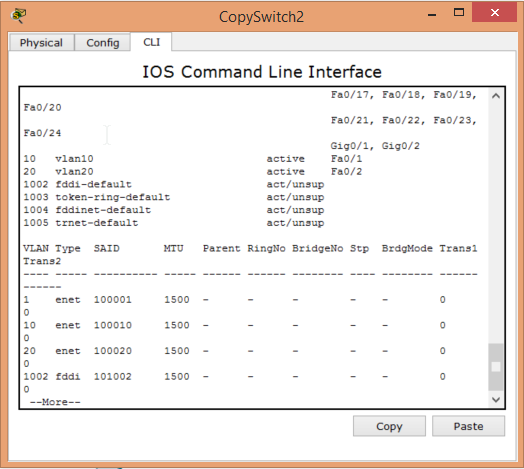 CopySwitch2
Physical Config CLI
IOS Command Line Interface
Fa0/17, Fa0/18, Fa0/19,
Fa0/20
Fa0/21, Fa0/22, Fa0/23,
Fa0/24
Gig0/1, Gig0/2
10 vlan10 active Fa0/1
20 vlan20 active Fa0/2
1002 fddi-default act/unsup
1003 token-ring-default act/unsup
1004 fddinet-default act/unsup
1005 trnet-default act/unsup
VLAN Type SAID MTU Parent RingNo BridgeNo Stp BrdgMode Trans1
Trans2
---- ----- ---------- ----- ------ ------ -------- ---- -------- ------
------
1 enet 100001 1500 - - - - - 0
0
10 enet 100010 1500 - - - - - 0
0
20 enet 100020 1500 - - - - - 0
0
1002 fddi 101002 1500 - - - - - 0
0
--More--
Copy Paste